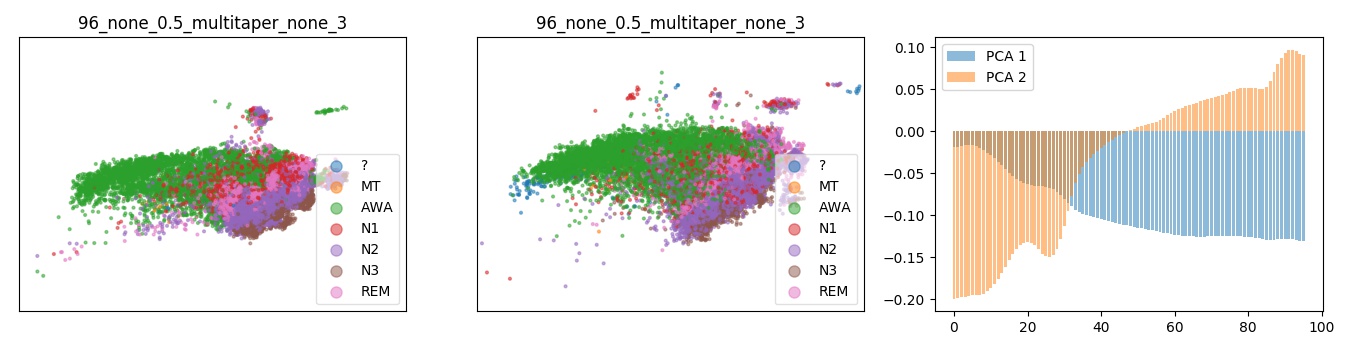 96_none_0.5_multitaper_none_3
?
MT
AWA
N1
N2
N3
REM
96_none_0.5_multitaper_none_3
?
MT
AWA
N1
N2
N3
REM
PCA 1
PCA 2
0.10
0.05
0.00
−0.05
−0.10
−0.15
−0.20
0
20
40
60
80
100